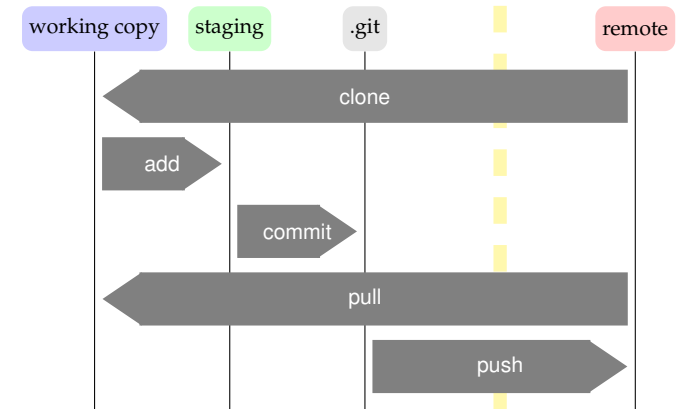 working copy
staging
.git
remote
clone
add
commit
pull
push